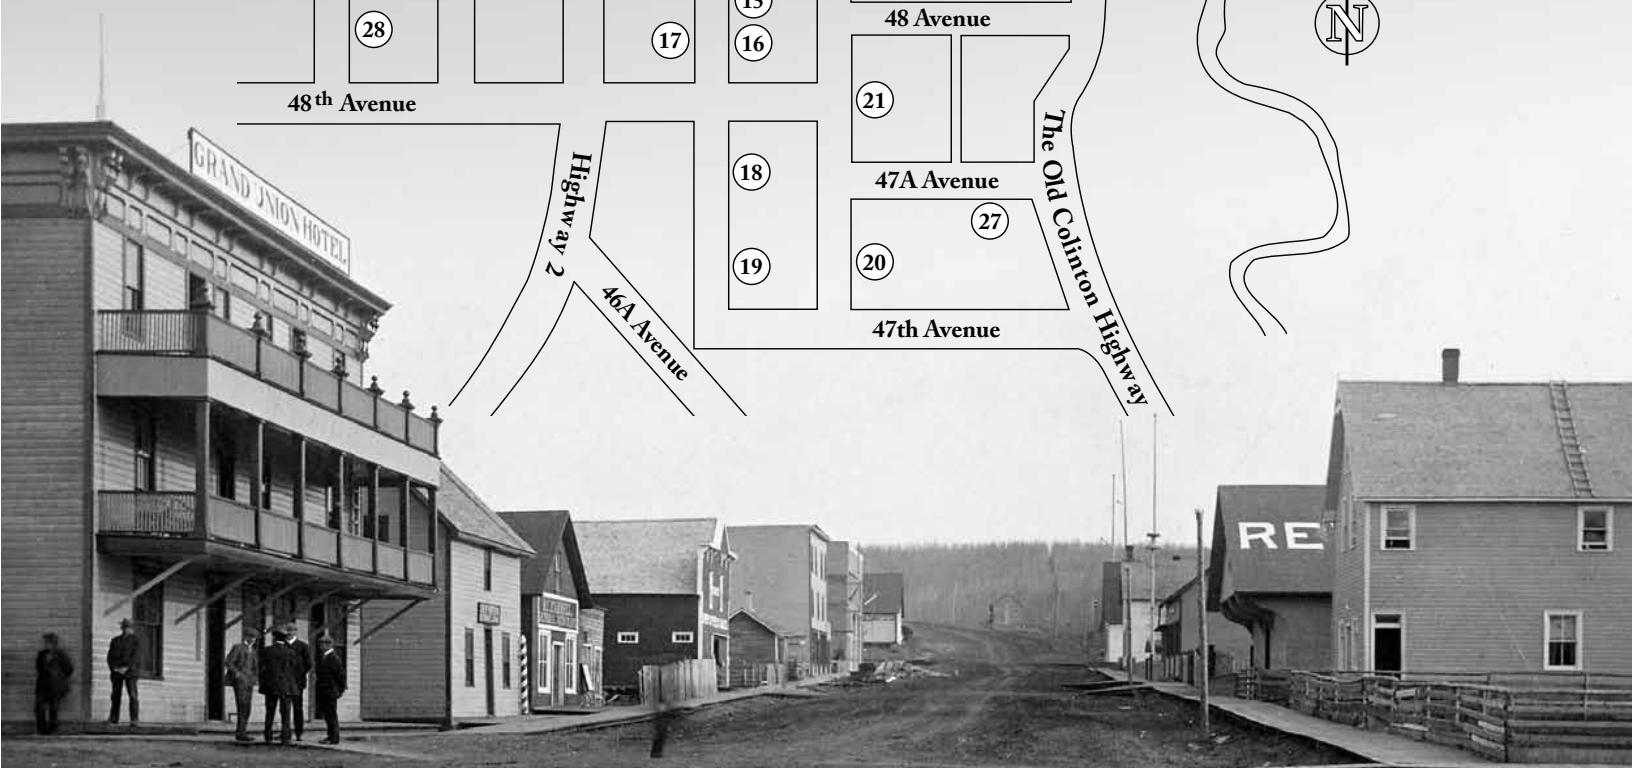 15
48 Avenue
N
28
17
16
21
48th Avenue
The Old Colinton Highway
Highway 2
18
47A Avenue
27
19
20
46A Avenue
47th Avenue
GRAND UNION HOTEL
RE
H